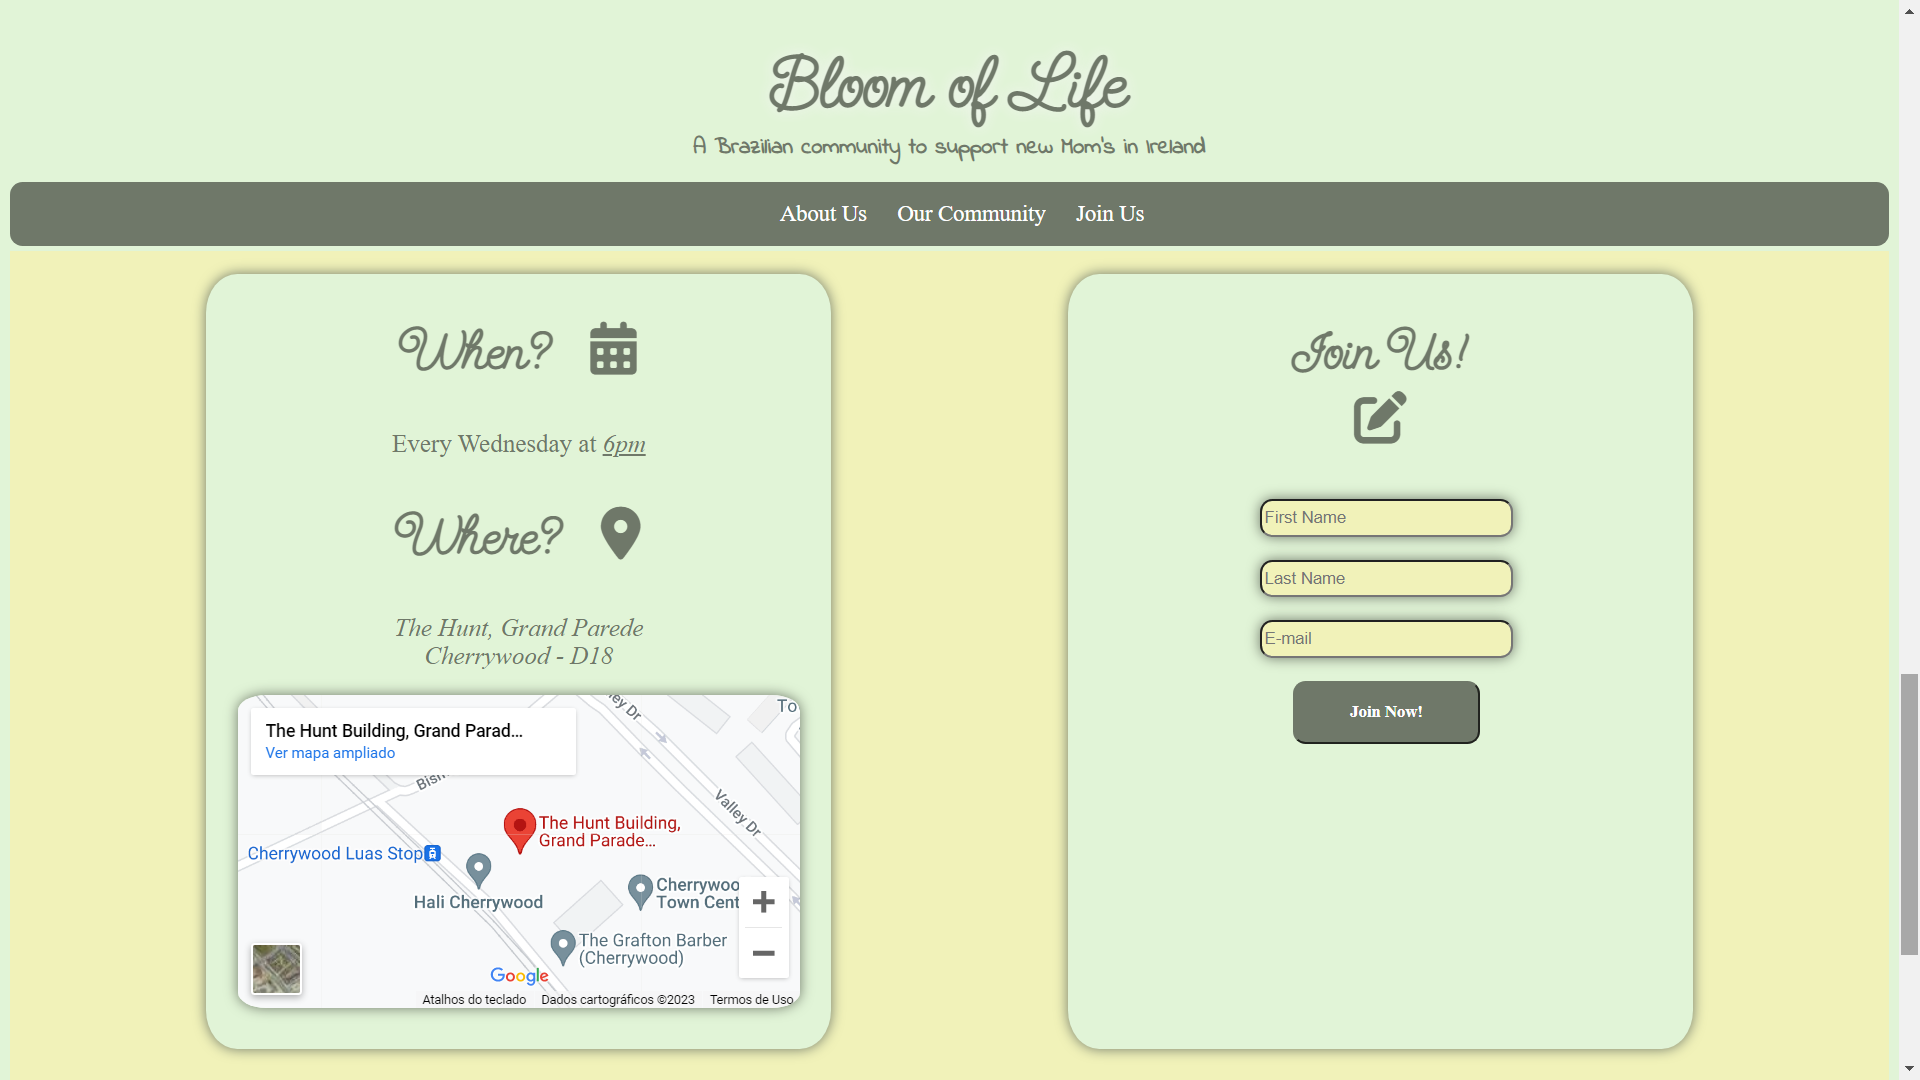 Bloom of Life
A Brazilian community to support new Mom's in Ireland
About Us Our Community Join Us
When?
Every Wednesday at 6pm
Where?
The Hunt, Grand Parede
Cherrywood - D18
The Hunt Building, Grand Parad...
Ver mapa ampliado
To
ley Dr
Bism
Valley Dr
The Hunt Building,
Grand Parade...
Cherrywood Luas Stop
Hali Cherrywood
Cherrywoo
Town Cent
The Grafton Barber
(Cherrywood)
Google
Atalhos do teclado Dados cartográficos ©2023 Termos de Uso
Join Us!
First Name
Last Name
E-mail
Join Now!